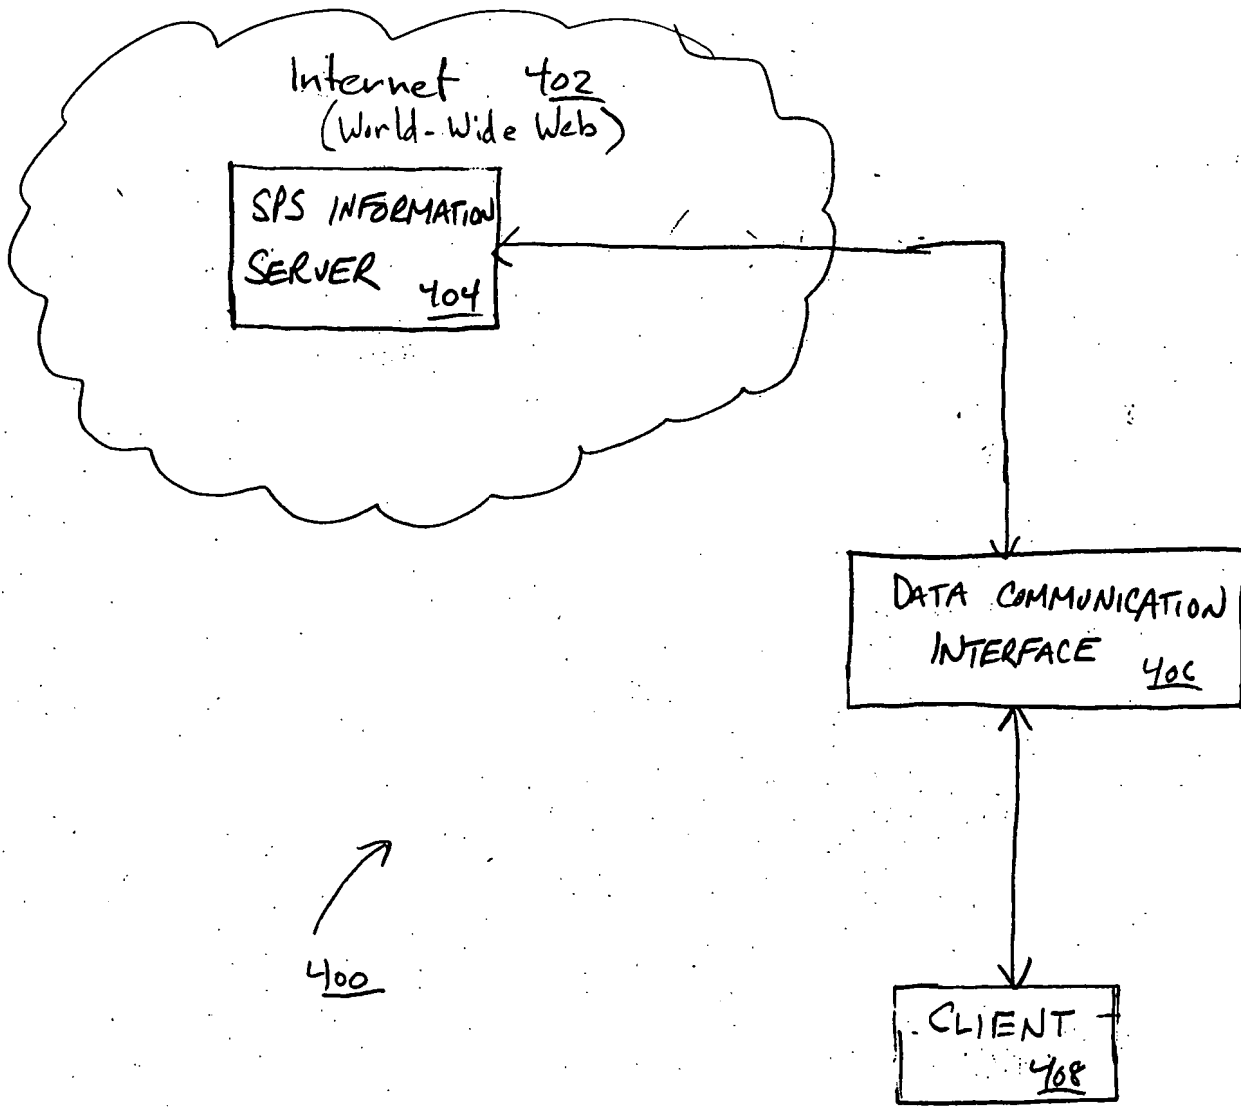 Internet 402
(World-Wide Web)
SPS INFORMATION
SERVER 404
DATA COMMUNICATION
INTERFACE 406
400
CLIENT
408